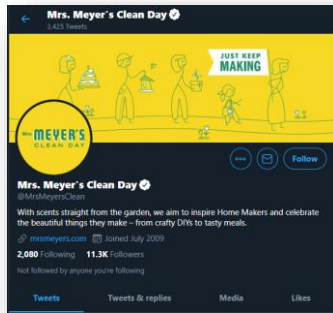 Mrs. Meyer's Clean Day
3,425 Tweets
JUST KEEP
MAKING
Mrs. MEYER'S
CLEAN DAY
Follow
Mrs. Meyer's Clean Day
@MrsMeyersClean
With scents straight from the garden, we aim to inspire Home Makers and celebrate
the beautiful things they make – from crafty DIYs to tasty meals.
mrsmeyers.com Joined July 2009
2,080 Following 11.3K Followers
Not followed by anyone you're following
Tweets Tweets & replies Media Likes